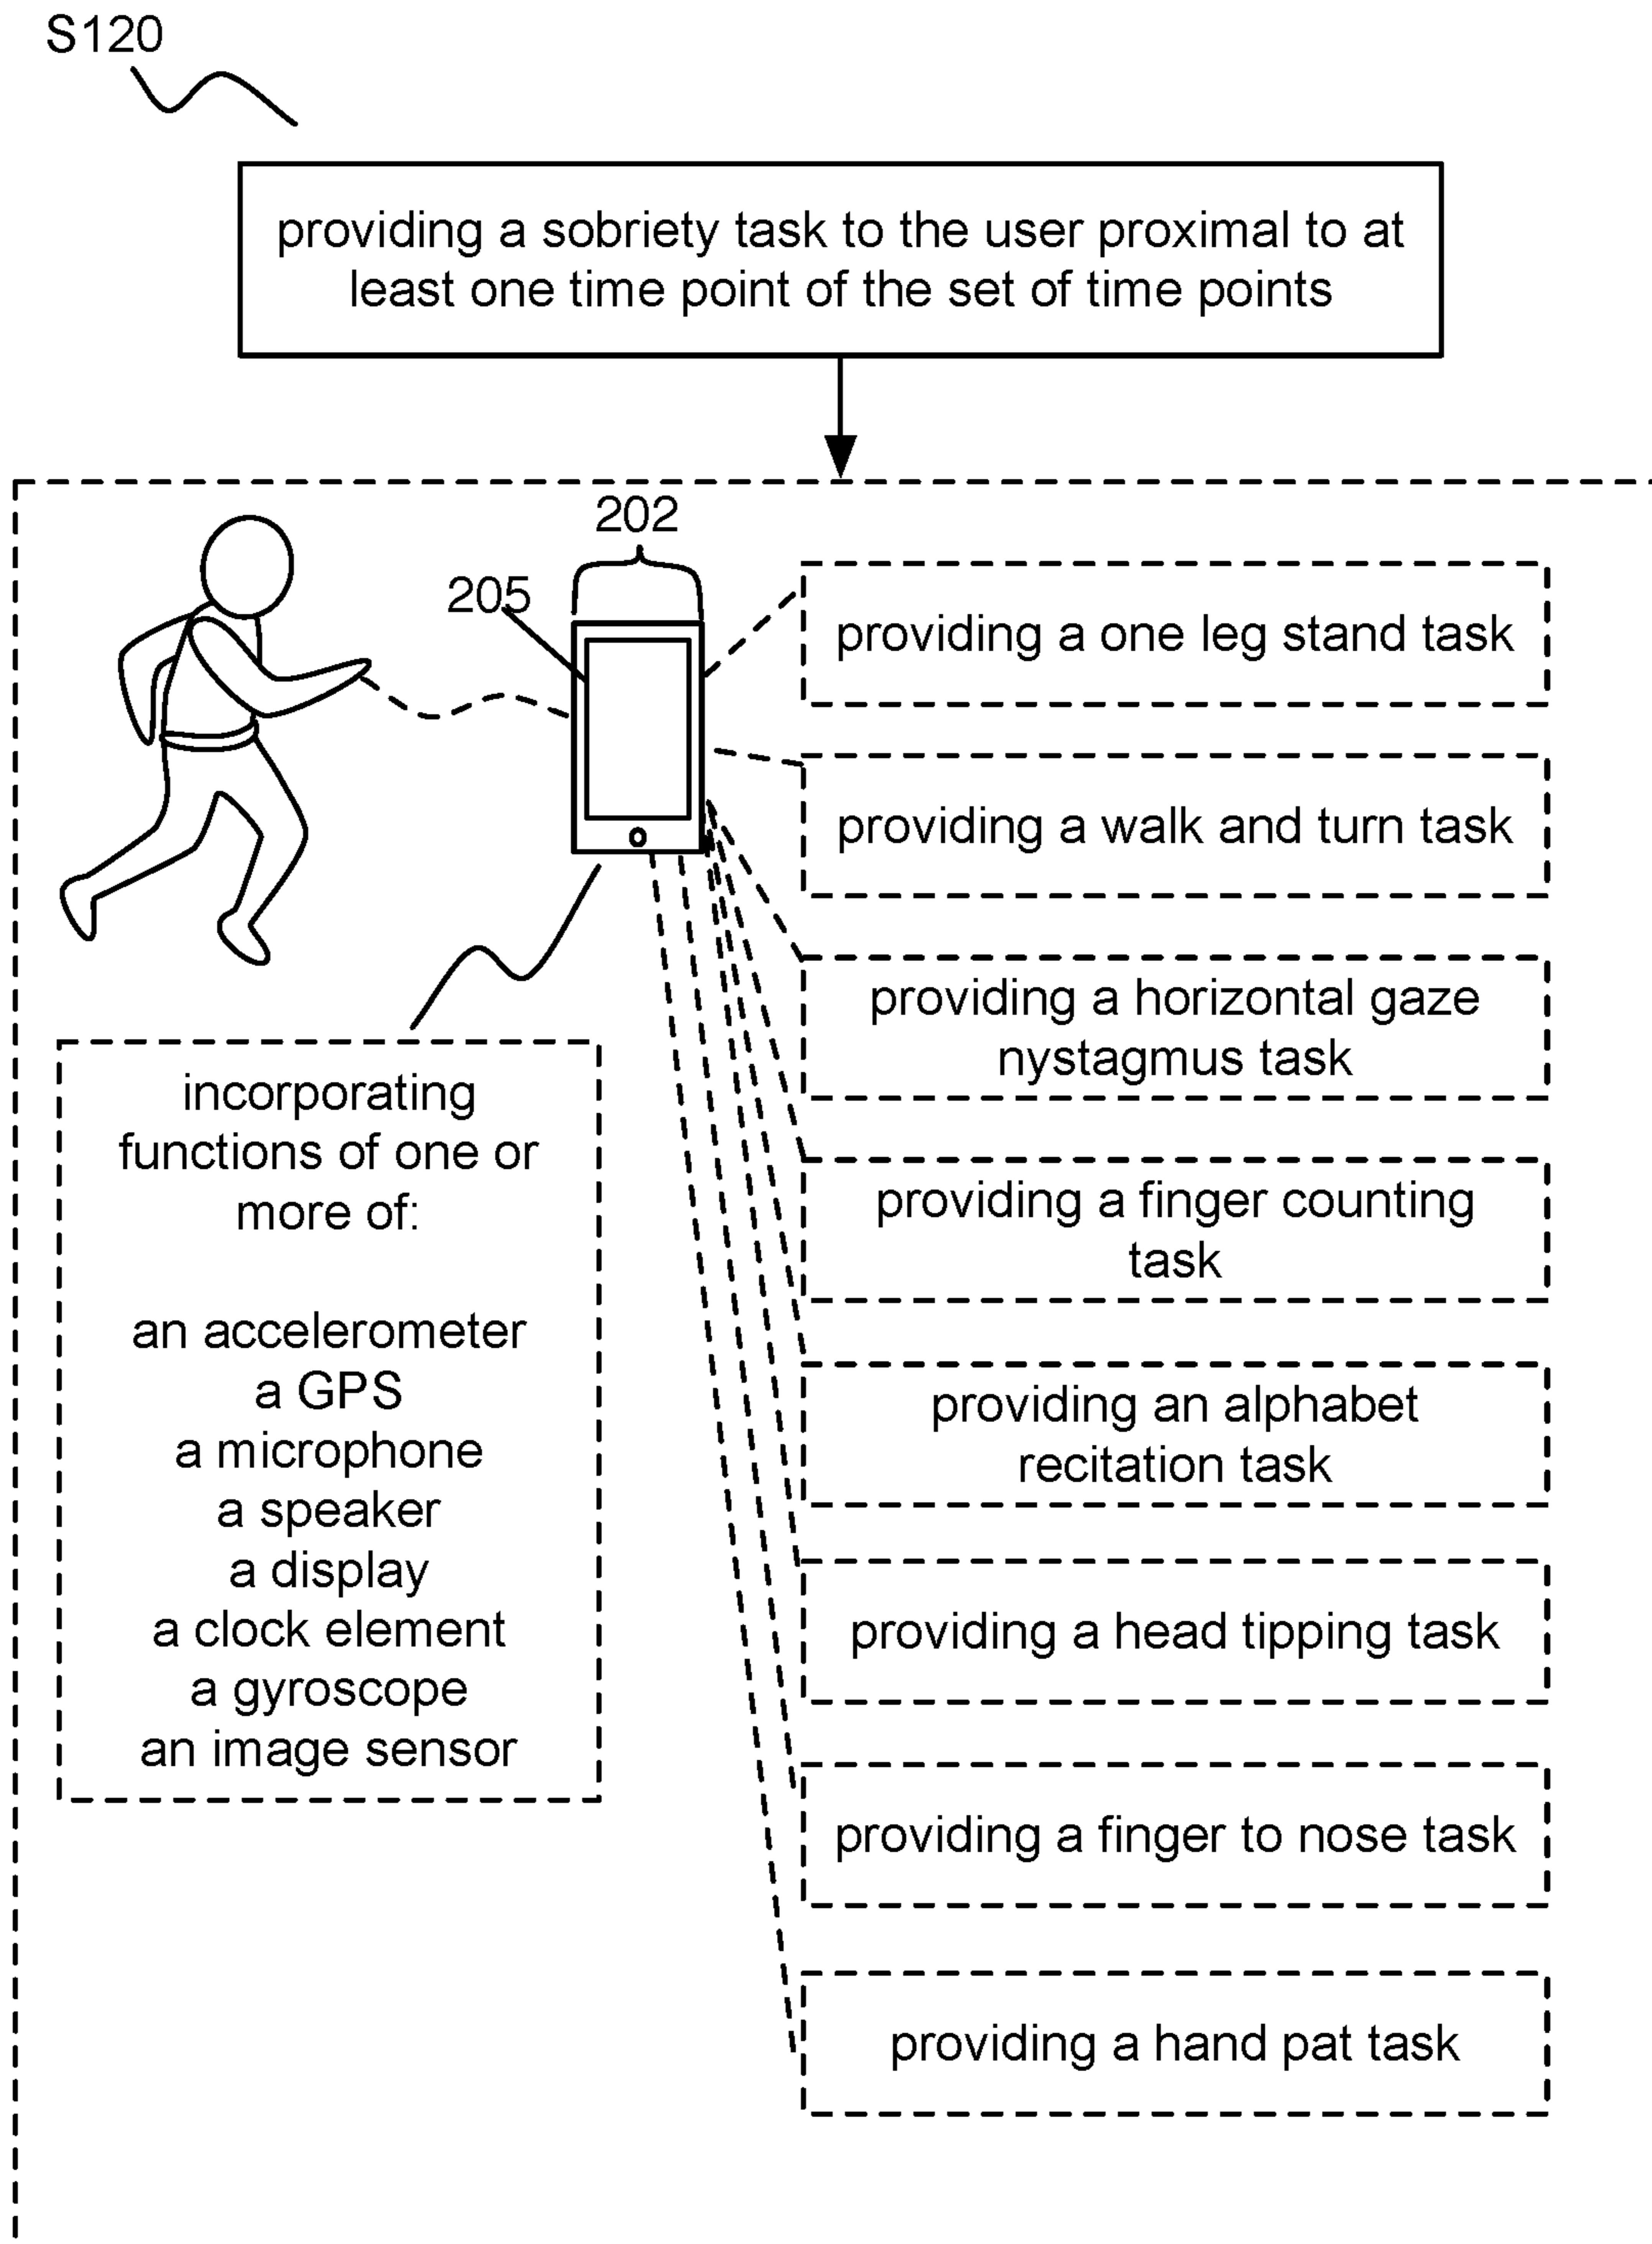 S120
providing a sobriety task to the user proximal to at
least one time point of the set of time points
202
205
providing a one leg stand task
providing a walk and turn task
providing a horizontal gaze
nystagmus task
providing a finger counting
task
providing an alphabet
recitation task
providing a head tipping task
providing a finger to nose task
providing a hand pat task
incorporating
functions of one or
more of:
an accelerometer
a GPS
a microphone
a speaker
a display
a clock element
a gyroscope
an image sensor